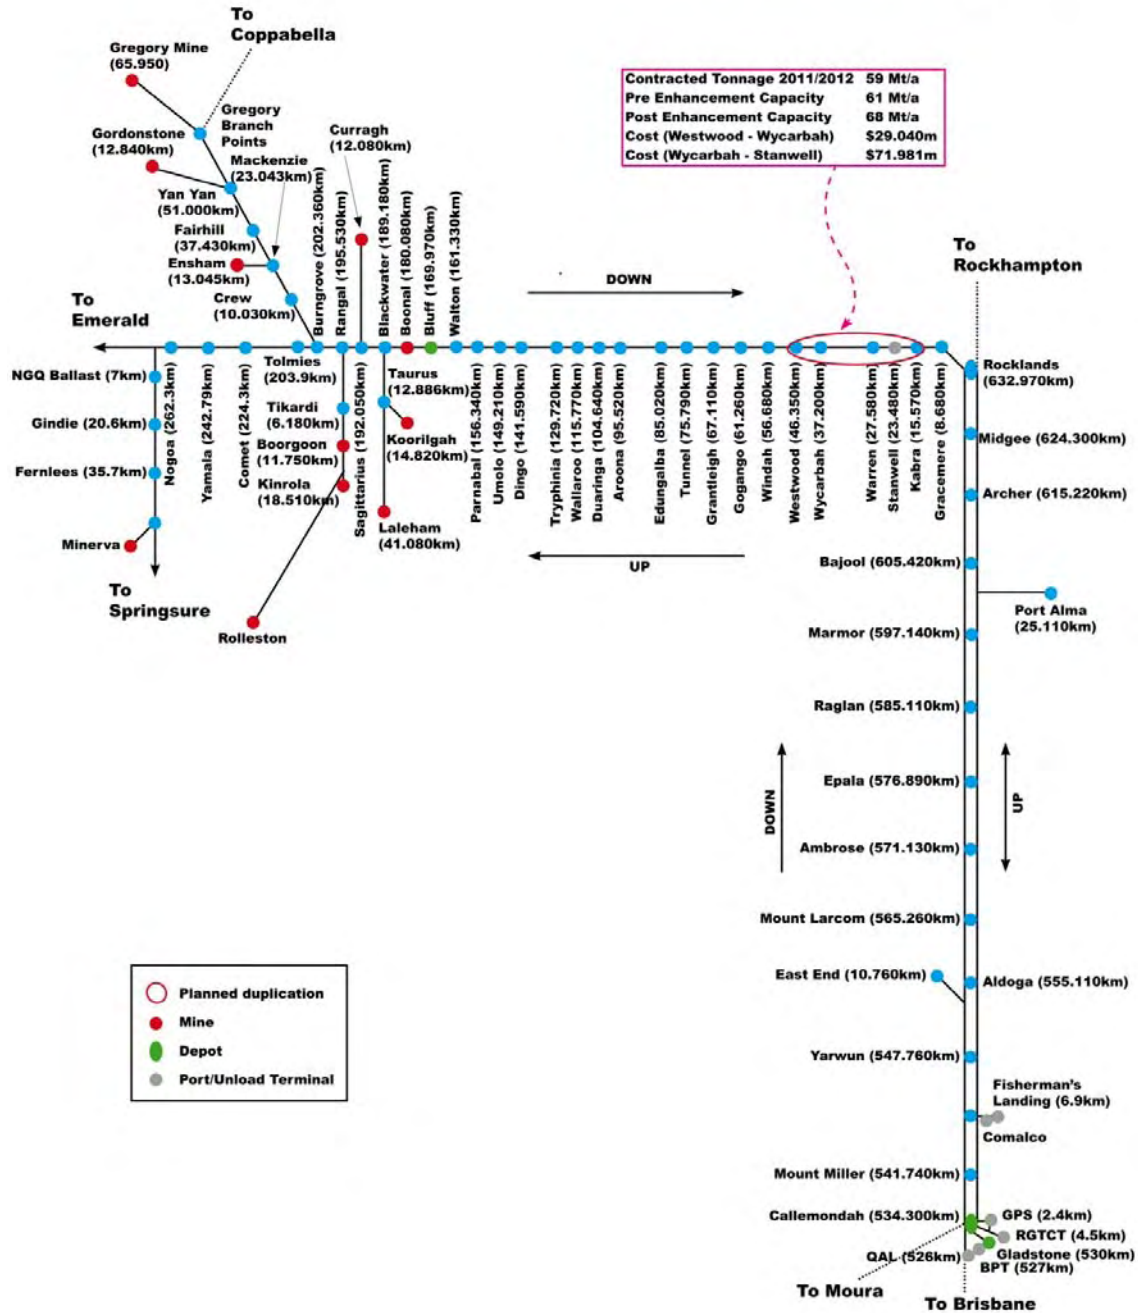 To
Coppabella
Gregory Mine
(65.950)
Gordonstone
(12.840km)
Gregory
Branch
Points
Mackenzie
(23.043km)
Yan Yan
(51.000km)
Fairhill
(37.430km)
Ensham
(13.045km)
Crew
(10.030km)
Curragh
(12.080km)
Contracted Tonnage 2011/2012 59 Mt/a
Pre Enhancement Capacity 61 Mt/a
Post Enhancement Capacity 68 Mt/a
Cost (Westwood - Wycarbah) $29.040m
Cost (Wycarbah - Stanwell) $71.981m
Burngrove (202.360km)
Rangal (195.530km)
Blackwater (189.180km)
Boonal (180.080km)
Bluff (169.970km)
Walton (161.330km)
DOWN
To
Rockhampton
To
Emerald
NGQ Ballast (7km)
Gindie (20.6km)
Fernlees (35.7km)
Minerva
To
Springsure
Nogoa (262.3km)
Yamala (242.79km)
Comet (224.3km)
Tolmies
(203.9km)
Tikardi
(6.180km)
Boorgoon
(11.750km)
Kinrola
(18.510km)
Rolleston
Sagittarius (192.050km)
Taurus
(12.886km)
Koorilgah
(14.820km)
Laleham
(41.080km)
Parnabal (156.340km)
Umolo (149.210km)
Dingo (141.590km)
Tryphinia (129.720km)
Wallaroo (115.770km)
Duaringa (104.640km)
Aroona (95.520km)
Edungalba (85.020km)
Tunnel (75.790km)
Grantleigh (67.110km)
Gogango (61.260km)
Windah (56.680km)
Westwood (46.350km)
Wycarbah (37.200km)
Warren (27.580km)
Stanwell (23.480km)
Kabra (15.570km)
Gracemere (8.680km)
UP
Rocklands
(632.970km)
Midgee (624.300km)
Archer (615.220km)
Bajool (605.420km)
Port Alma
(25.110km)
Marmor (597.140km)
Raglan (585.110km)
Epala (576.890km)
DOWN
UP
Ambrose (571.130km)
Mount Larcom (565.260km)
East End (10.760km)
Aldoga (555.110km)
Yarwun (547.760km)
Fisherman's
Landing (6.9km)
Comalco
Mount Miller (541.740km)
Callemondah (534.300km)
GPS (2.4km)
RGTCT (4.5km)
Gladstone (530km)
QAL (526km)
BPT (527km)
To Moura
To Brisbane
Planned duplication
Mine
Depot
Port/Unload Terminal